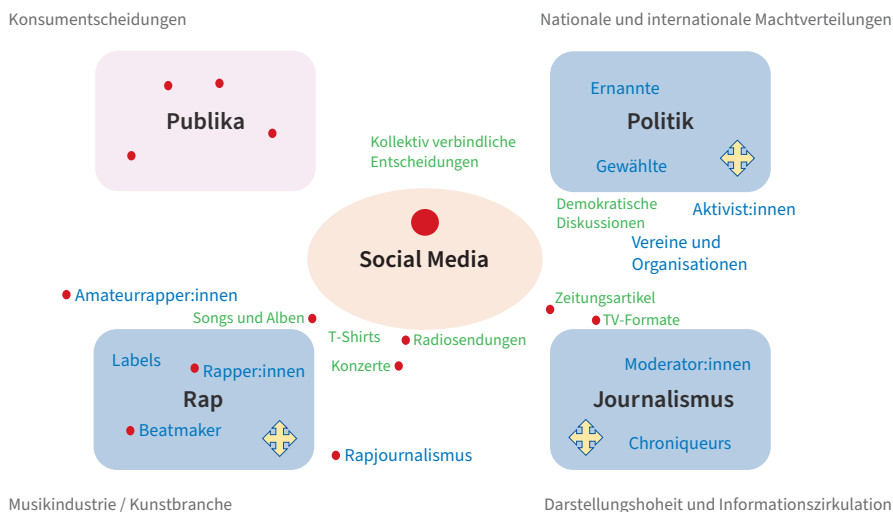 Konsumentscheidungen
Nationale und internationale Machtverteilungen
Publika
Ernannte
Politik
Gewählte
Kollektiv verbindliche
Entscheidungen
Demokratische
Diskussionen
Aktivist:innen
Vereine und
Organisationen
Social Media
Amateurrapper:innen
Songs und Alben
Zeitungsartikel
TV-Formate
T-Shirts
Radiosendungen
Konzerte
Labels
Rapper:innen
Rap
Beatmaker
Rapjournalismus
Moderator:innen
Journalismus
Chroniqueurs
Musikindustrie / Kunstbranche
Darstellungshoheit und Informationszirkulation